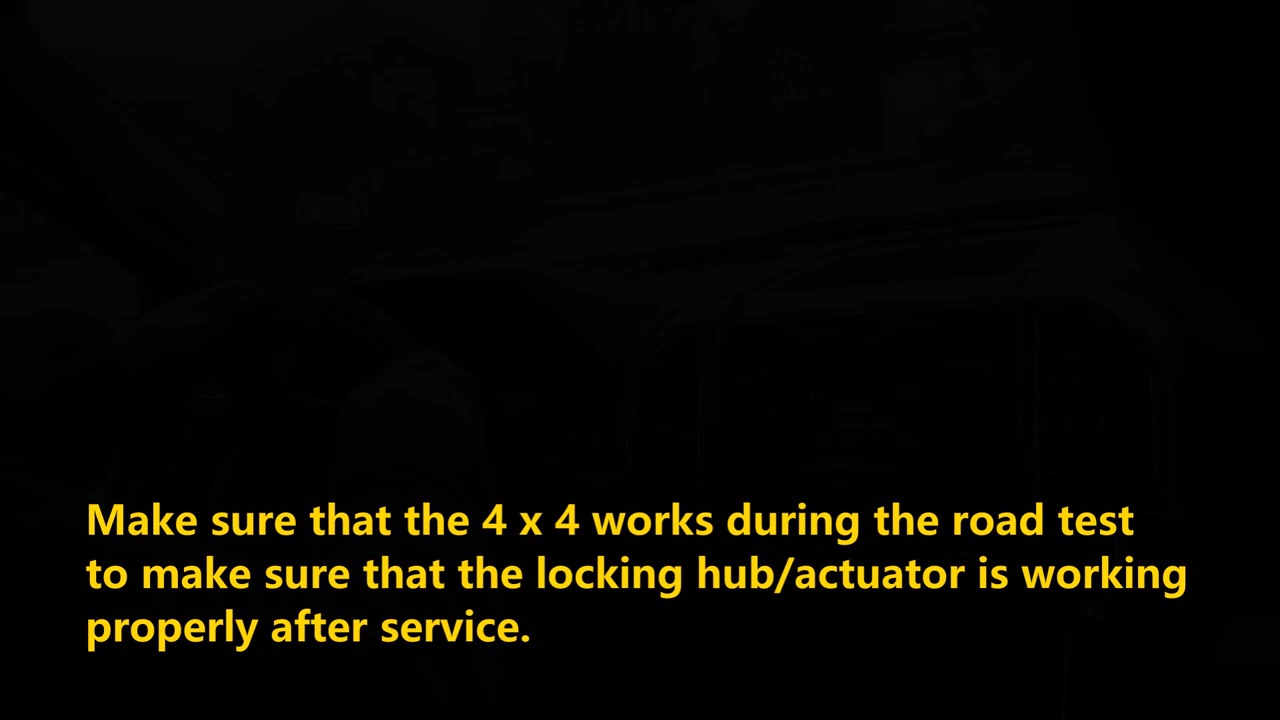 Make sure that the 4 x 4 works during the road test
to make sure that the locking hub/actuator is working
properly after service.